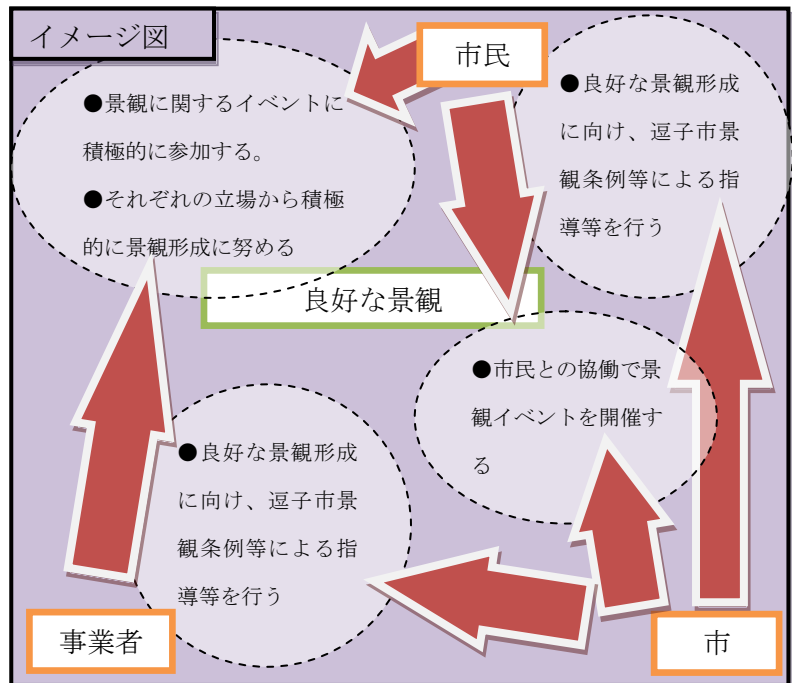 イメージ図
市民
●景観に関するイベントに
積極的に参加する。
●それぞれの立場から積極
的に景観形成に努める
●良好な景観形成
に向け、逗子市景
観条例等による指
導等を行う
良好な景観
●市民との協働で景
観イベントを開催す
る
●良好な景観形成
に向け、逗子市景
観条例等による指
導等を行う
事業者
市